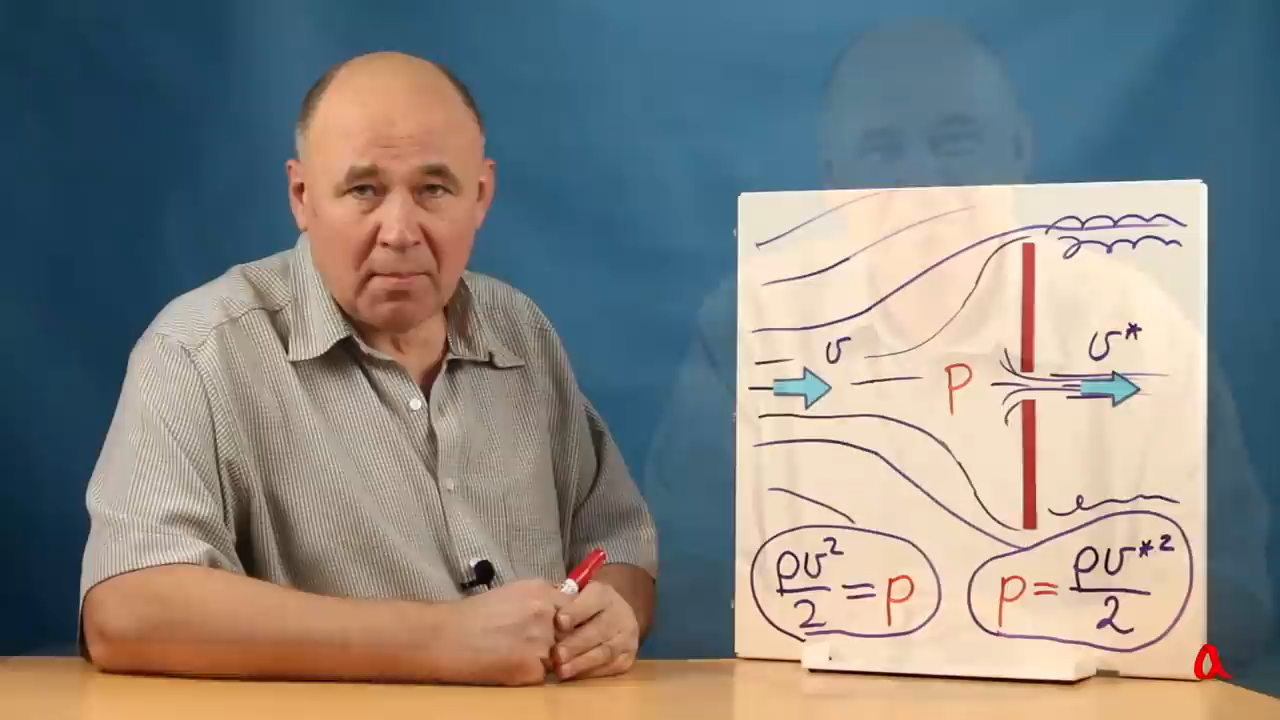 υ
p
υ*
ρυ²/2 = p
p = ρυ*²/2
a